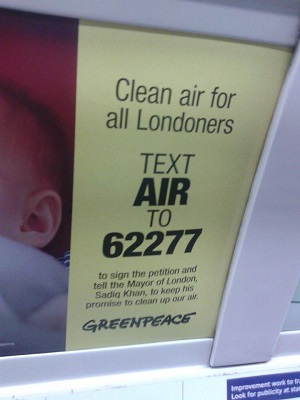 Clean air for
all Londoners
TEXT
AIR
TO
62277
to sign the petition and
tell the Mayor of London,
Sadiq Khan, to keep his
promise to clean up our air.
GREENPEACE
Improvement work to
Look for publicity at